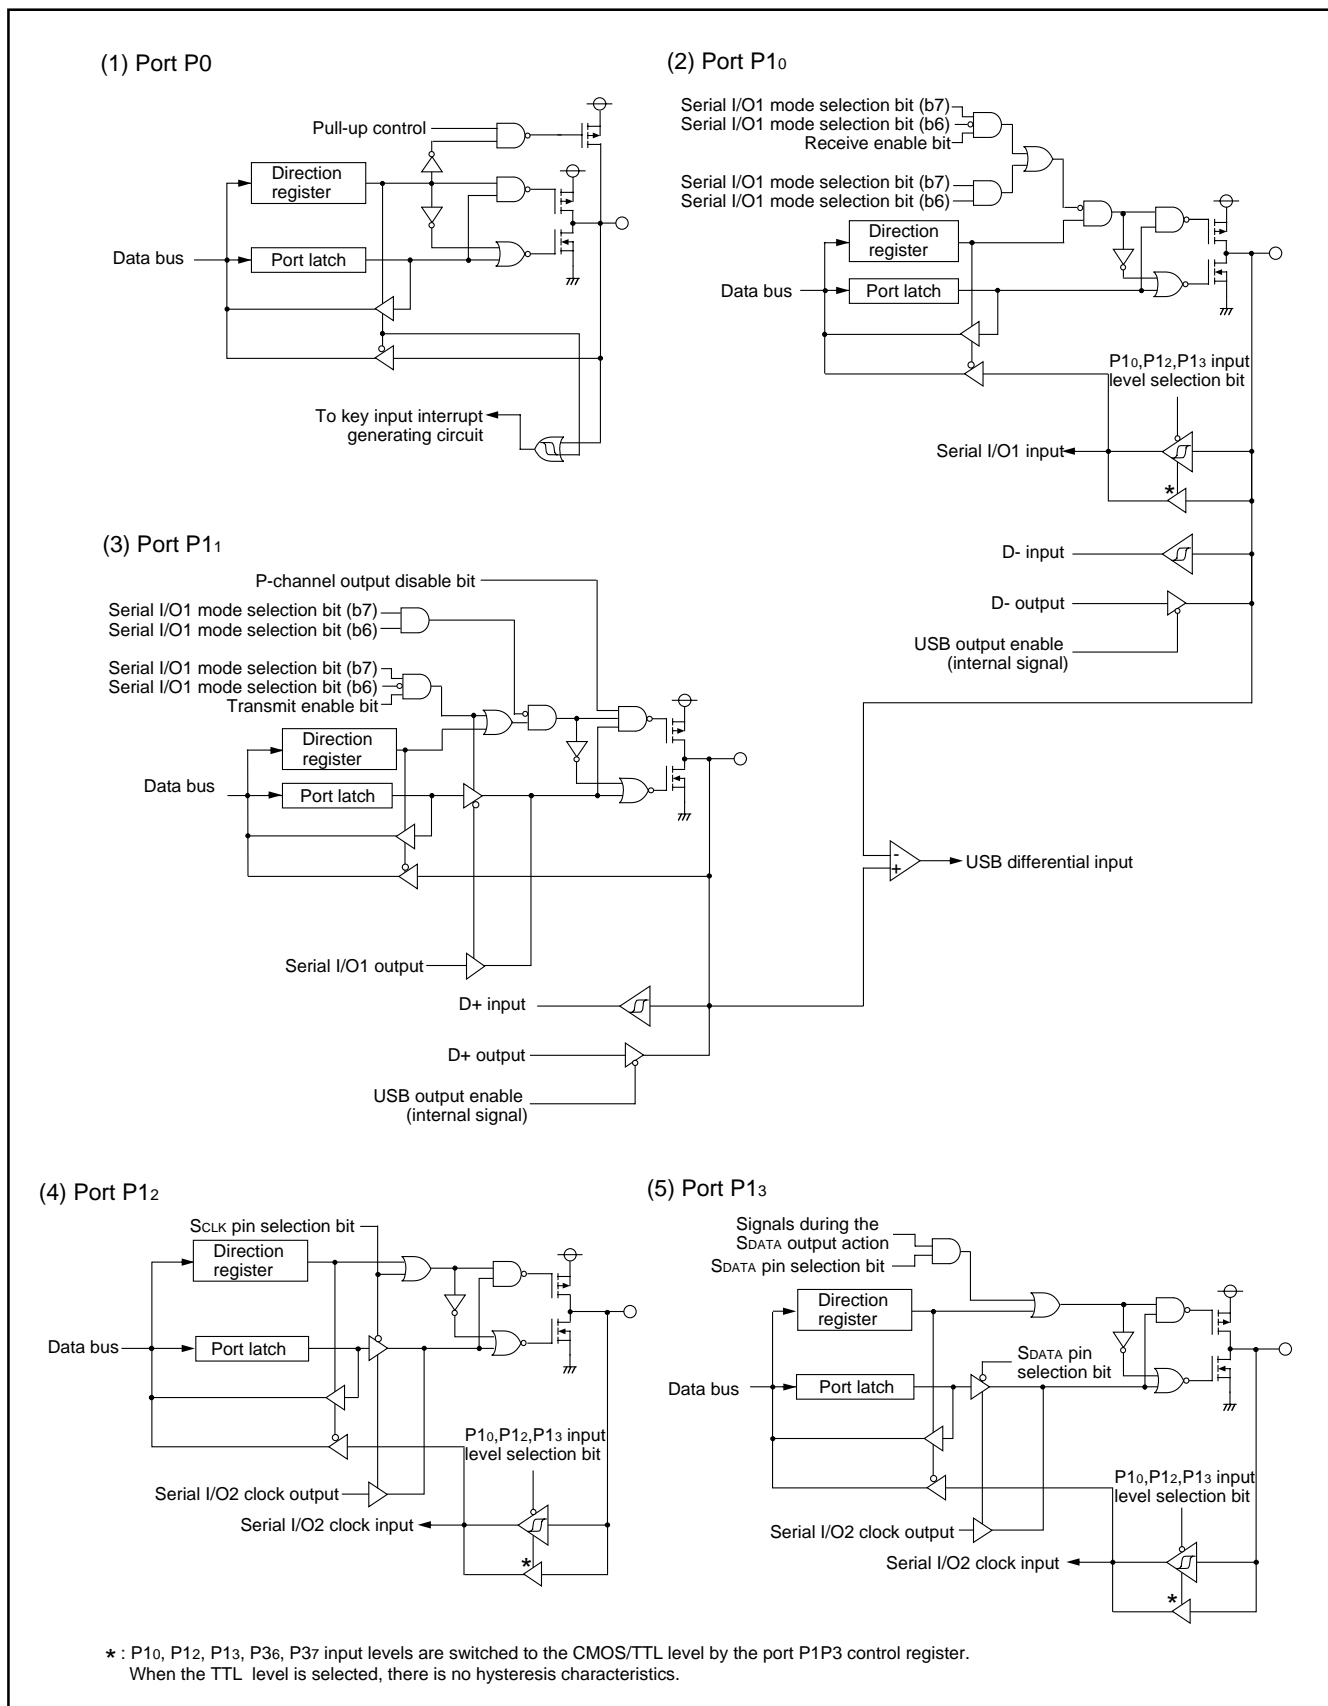 (1) Port P0
Pull-up control
Direction
register
Data bus
Port latch
To key input interrupt
generating circuit
(2) Port P10
Serial I/O1 mode selection bit (b7)
Serial I/O1 mode selection bit (b6)
Receive enable bit
Serial I/O1 mode selection bit (b7)
Serial I/O1 mode selection bit (b6)
Direction
register
Data bus
Port latch
P10,P12,P13 input
level selection bit
Serial I/O1 input
*
D- input
D- output
USB output enable
(internal signal)
(3) Port P11
P-channel output disable bit
Serial I/O1 mode selection bit (b7)
Serial I/O1 mode selection bit (b6)
Serial I/O1 mode selection bit (b7)
Serial I/O1 mode selection bit (b6)
Transmit enable bit
Direction
register
Data bus
Port latch
-
+
USB differential input
Serial I/O1 output
D+ input
D+ output
USB output enable
(internal signal)
(4) Port P12
SCLK pin selection bit
Direction
register
Data bus
Port latch
P10,P12,P13 input
level selection bit
Serial I/O2 clock output
Serial I/O2 clock input
*
(5) Port P13
Signals during the
SDATA output action
SDATA pin selection bit
Direction
register
SDATA pin
selection bit
Data bus
Port latch
P10,P12,P13 input
level selection bit
Serial I/O2 clock output
Serial I/O2 clock input
*
* : P10, P12, P13, P36, P37 input levels are switched to the CMOS/TTL level by the port P1P3 control register.
When the TTL level is selected, there is no hysteresis characteristics.